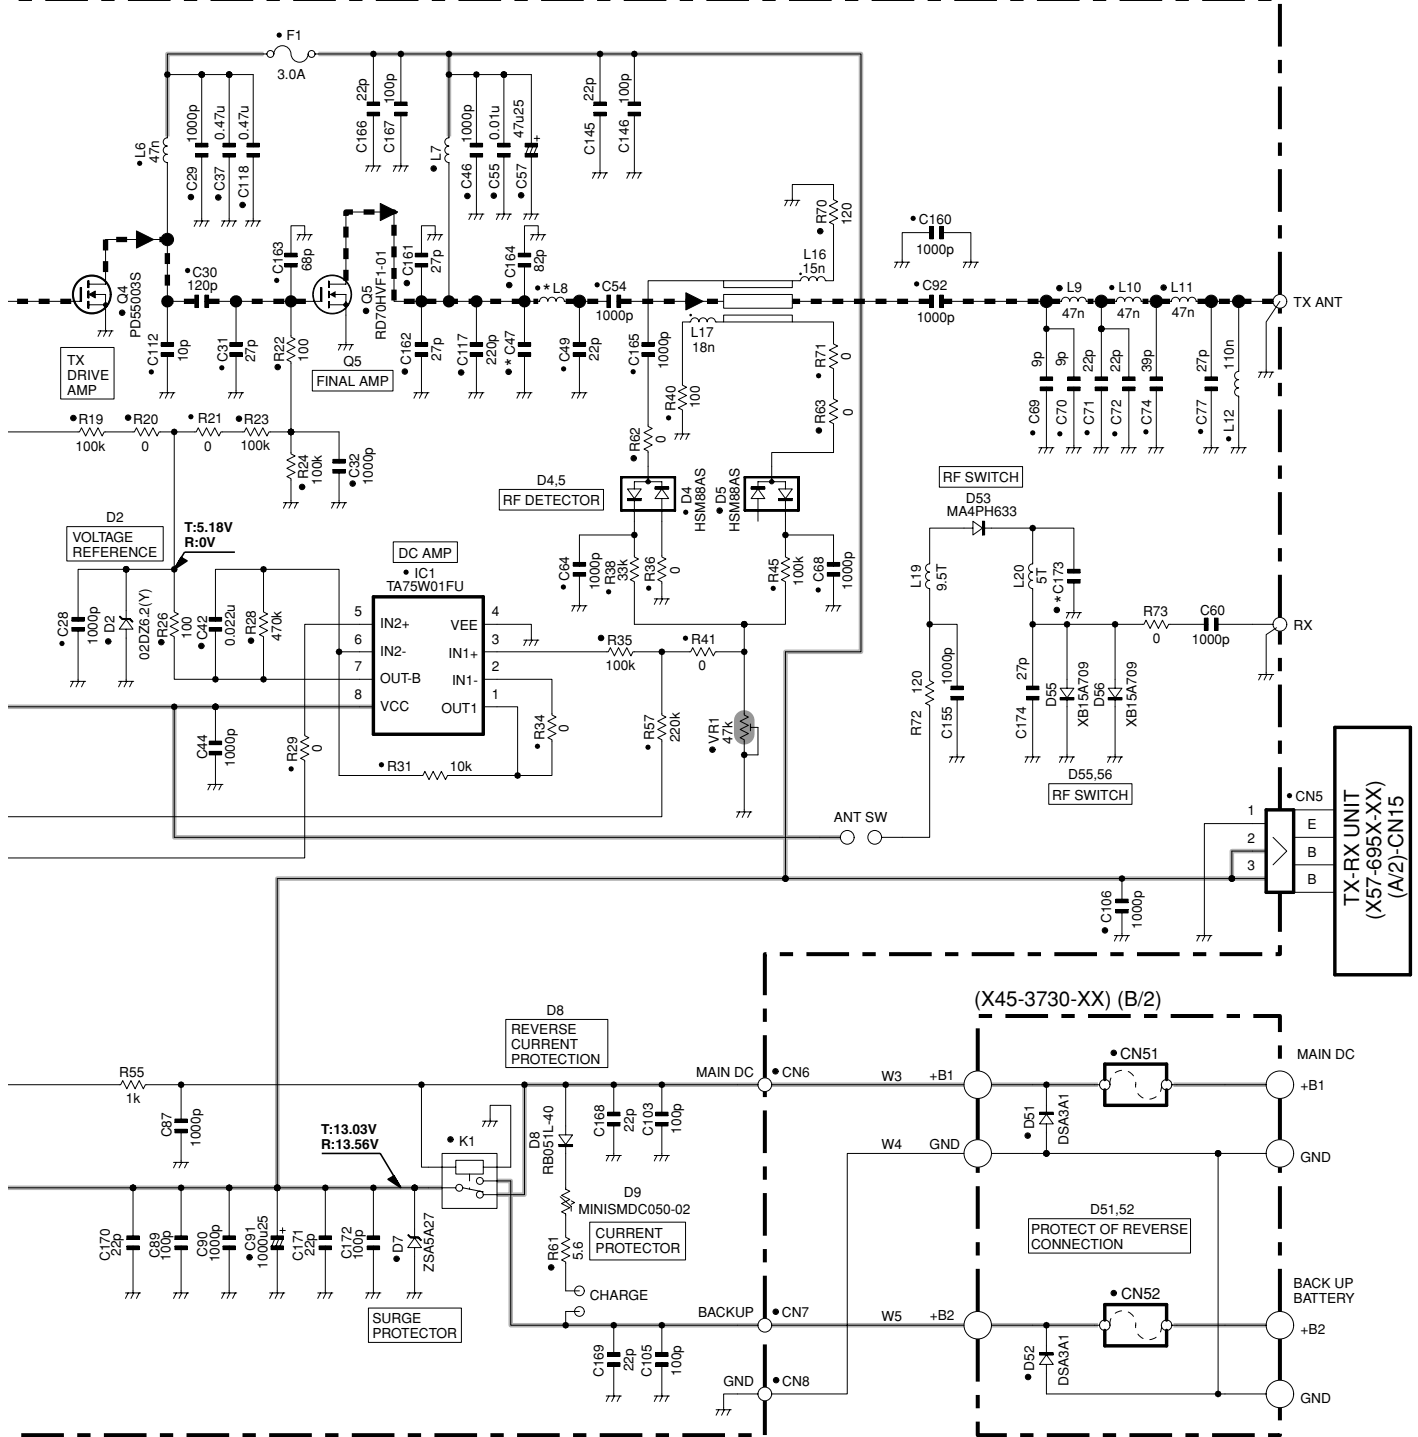 F1
3.0A
C166
22p
C167
100p
C145
22p
C146
100p
L6
47n
C29
1000p
C37
0.47u
C118
0.47u
L7
C46
1000p
C55
0.01u
C57
47u25
+
R70
120
C163
68p
C161
27p
C164
82p
C160
1000p
L16
15n
Q4
PD55003S
C30
120p
Q5
RD70HVF1-01
* L8
C54
1000p
C92
1000p
L9
47n
L10
47n
L11
47n
TX ANT
L17
18n
TX
DRIVE
AMP
C112
10p
C31
27p
R22
100
Q5
FINAL AMP
C162
27p
C117
220p
* C47
C49
22p
C165
1000p
R71
0
C69
9p
C70
9p
C71
22p
C72
22p
C74
39p
C77
27p
L12
110n
R40
100
R63
0
R19
100k
R20
0
R21
0
R23
100k
R62
0
R24
100k
C32
1000p
D4,5
RF DETECTOR
D4
HSM88AS
D5
HSM88AS
RF SWITCH
D53
MA4PH633
D2
VOLTAGE
REFERENCE
T:5.18V
R:0V
DC AMP
IC1
TA75W01FU
C64
1000p
R38
33k
R36
0
R45
100k
C68
1000p
L19
9.5T
L20
5T
* C173
C28
1000p
D2
02DZ6.2(Y)
R26
100
C42
0.022u
R28
470k
5
IN2+
6
IN2-
7
OUT-B
8
VCC
4
VEE
3
IN1+
2
IN1-
1
OUT1
R35
100k
R41
0
R73
0
C60
1000p
RX
R72
120
C155
1000p
C174
27p
D55
XB15A709
D56
XB15A709
C44
1000p
R29
0
R34
0
R57
220k
VR1
47k
R31
10k
D55,56
RF SWITCH
ANT SW
CN5
1
E
2
B
3
B
TX-RX UNIT
(X57-695X-XX)
(A/2)-CN15
C106
1000p
(X45-3730-XX) (B/2)
D8
REVERSE
CURRENT
PROTECTION
R55
1k
MAIN DC
CN6
W3
+B1
CN51
MAIN DC
+B1
C87
1000p
T:13.03V
R:13.56V
K1
D8
RB051L-40
C168
22p
C103
100p
D51
DSA3A1
W4
GND
GND
D9
MINISMDC050-02
CURRENT
PROTECTOR
D51,52
PROTECT OF REVERSE
CONNECTION
C170
22p
C89
100p
C90
1000p
C91
1000u25
+
C171
22p
C172
100p
D7
ZSA5A27
R61
5.6
CHARGE
SURGE
PROTECTOR
BACKUP
CN7
W5
+B2
CN52
BACK UP
BATTERY
+B2
C169
22p
C105
100p
D52
DSA3A1
GND
CN8
GND